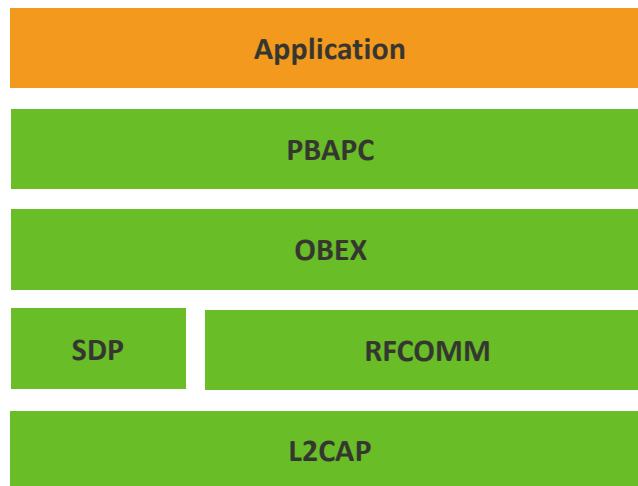 Application
PBAPC
OBEX
SDP
RFCOMM
L2CAP